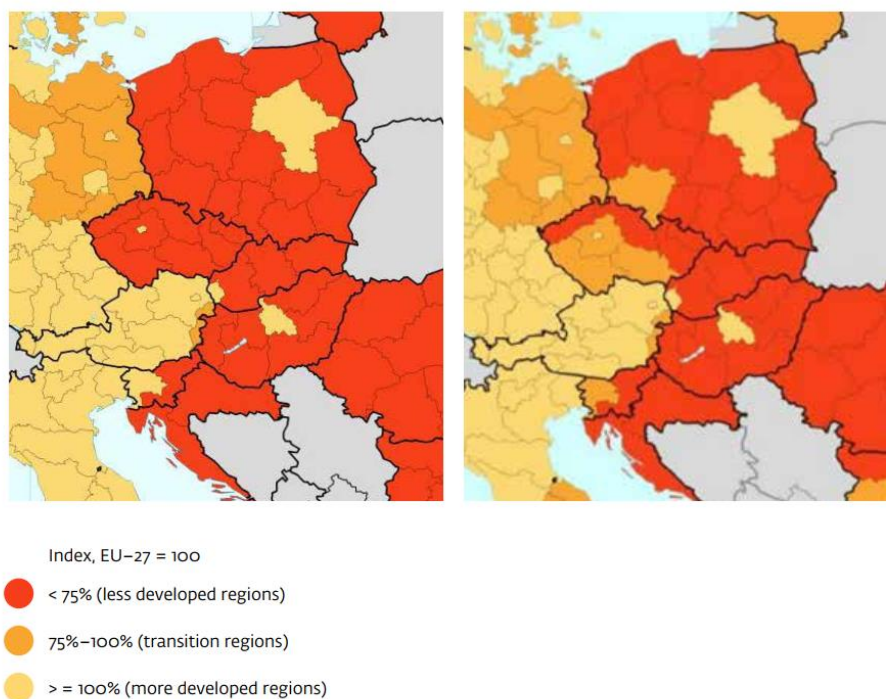 Index, EU–27 = 100
< 75% (less developed regions)
75%–100% (transition regions)
> = 100% (more developed regions)